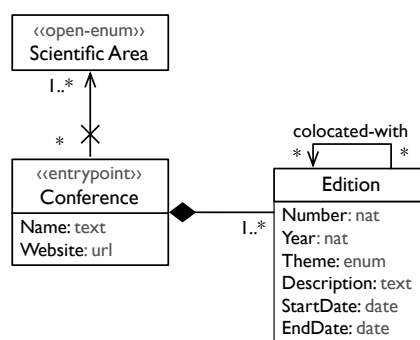 ‹‹open-enum››
Scientific Area
1..*
*
‹‹entrypoint››
Conference
Name: text
Website: url
1..*
colocated-with
* *
Edition
Number: nat
Year: nat
Theme: enum
Description: text
StartDate: date
EndDate: date